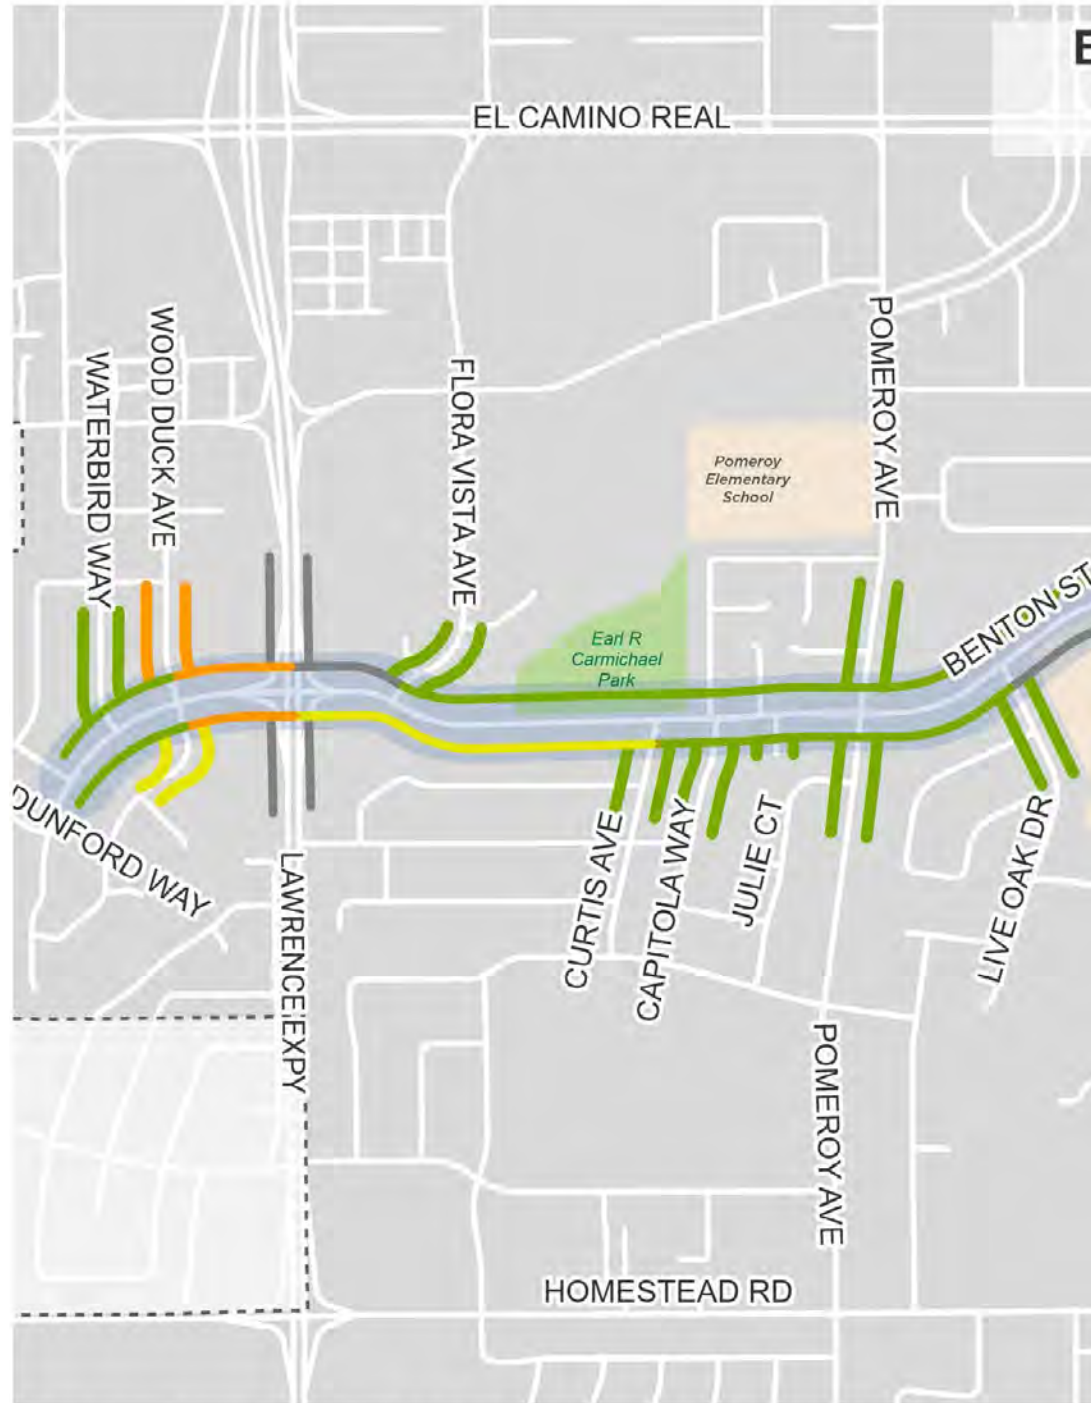 B
EL CAMINO REAL
WATERBIRD WAY
WOOD DUCK AVE
FLORA VISTA AVE
POMEROY AVE
Pomeroy
Elementary
School
Earl R
Carmichael
Park
BENTON ST
DUNFORD WAY
LAWRENCE EXPY
CURTIS AVE
CAPITOLA WAY
JULIE CT
LIVE OAK DR
POMEROY AVE
HOMESTEAD RD